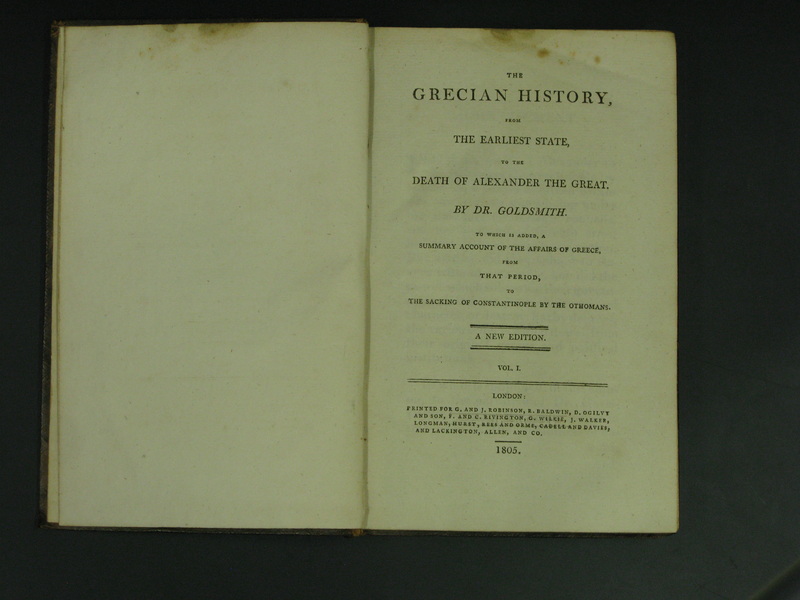 THE
GRECIAN HISTORY,
FROM
THE EARLIEST STATE,
TO THE
DEATH OF ALEXANDER THE GREAT.
BY DR. GOLDSMITH.
TO WHICH IS ADDED, A
SUMMARY ACCOUNT OF THE AFFAIRS OF GREECE,
FROM
THAT PERIOD,
TO
THE SACKING OF CONSTANTINOPLE BY THE OTHOMANS.
A NEW EDITION.
VOL. I.
LONDON:
PRINTED FOR G. AND J. ROBINSON, R. BALDWIN, D. OGILVY
AND SON, F. AND C. RIVINGTON, G. WILKIE, J. WALKER,
LONGMAN, HURST, REES AND ORME, CADELL AND DAVIES,
AND LACKINGTON, ALLEN, AND CO.
1805.